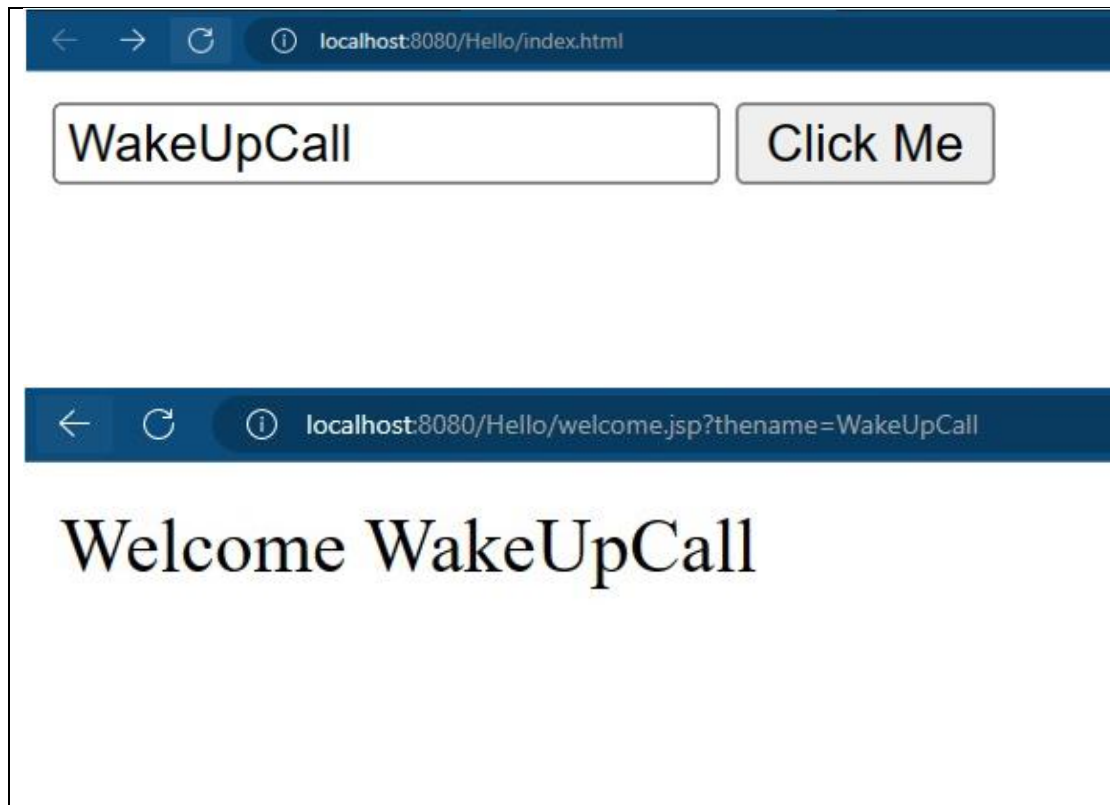 localhost:8080/Hello/index.html
WakeUpCall Click Me
localhost:8080/Hello/welcome.jsp?thename=WakeUpCall
Welcome WakeUpCall